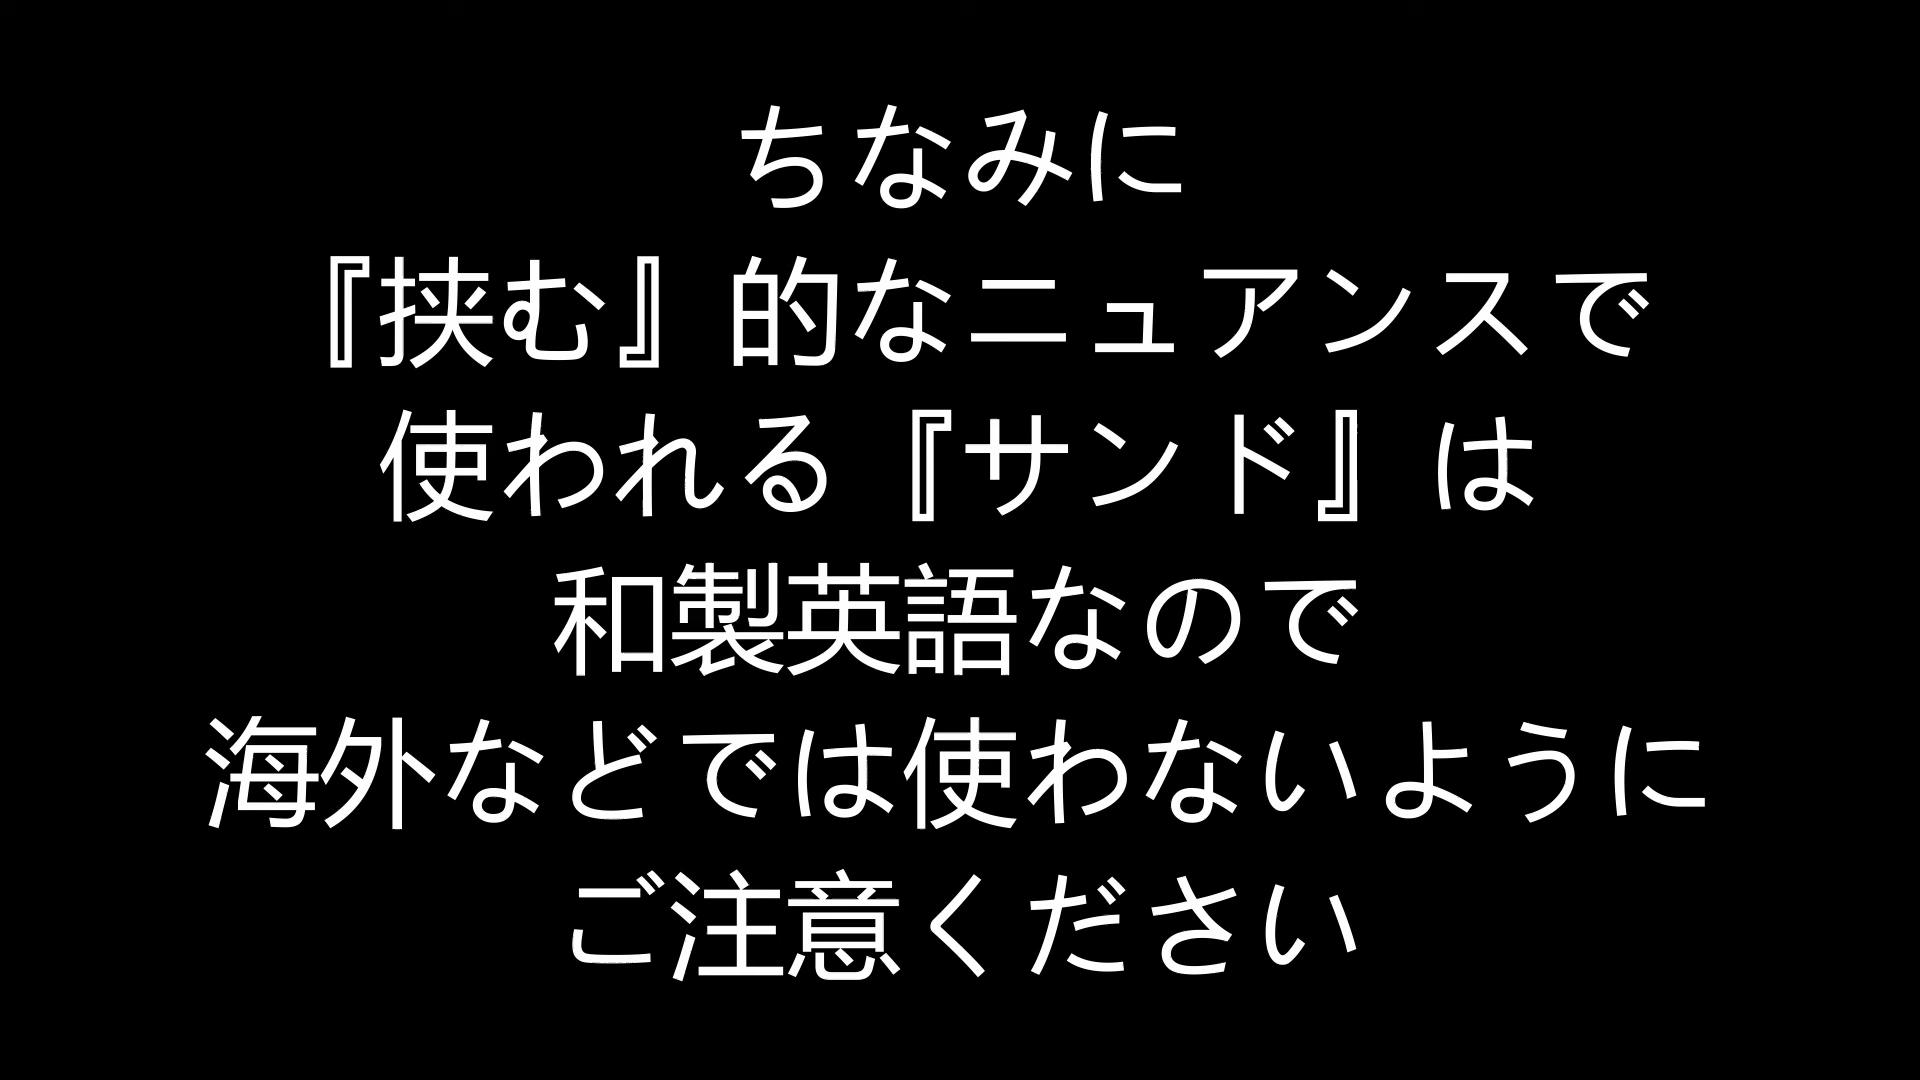 ちなみに
『挟む』的なニュアンスで
使われる『サンド』は
和製英語なので
海外などでは使わないように
ご注意ください